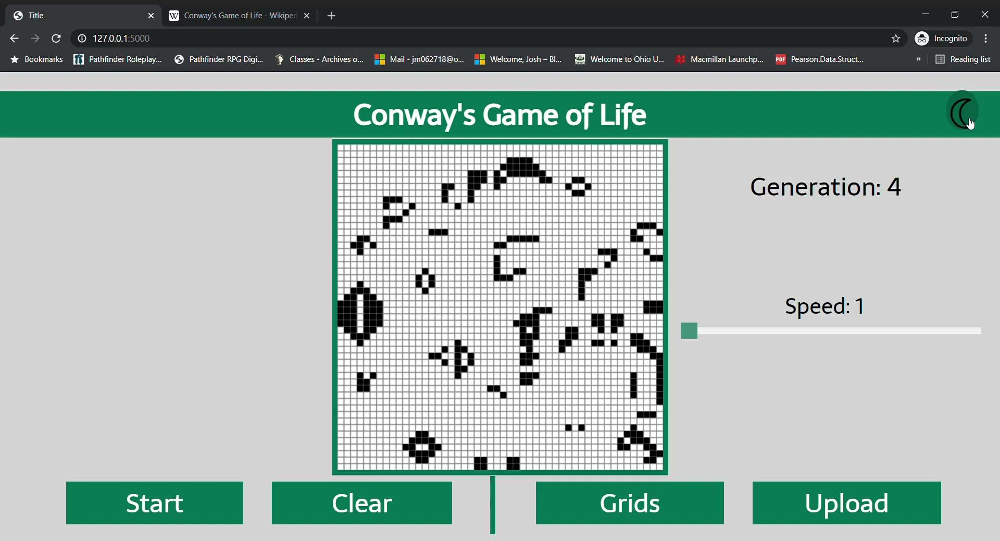 Title
Conway's Game of Life - Wikiped
127.0.0.1:5000
Incognito
Bookmarks
Pathfinder Roleplay...
Pathfinder RPG Digi...
Classes - Archives o...
Mail - jm062718@o...
Welcome, Josh – Bl...
Welcome to Ohio U...
Macmillan Launchp...
PDF
Pearson.Data.Struct...
»
Reading list
Conway's Game of Life
Generation: 4
Speed: 1
Start
Clear
Grids
Upload